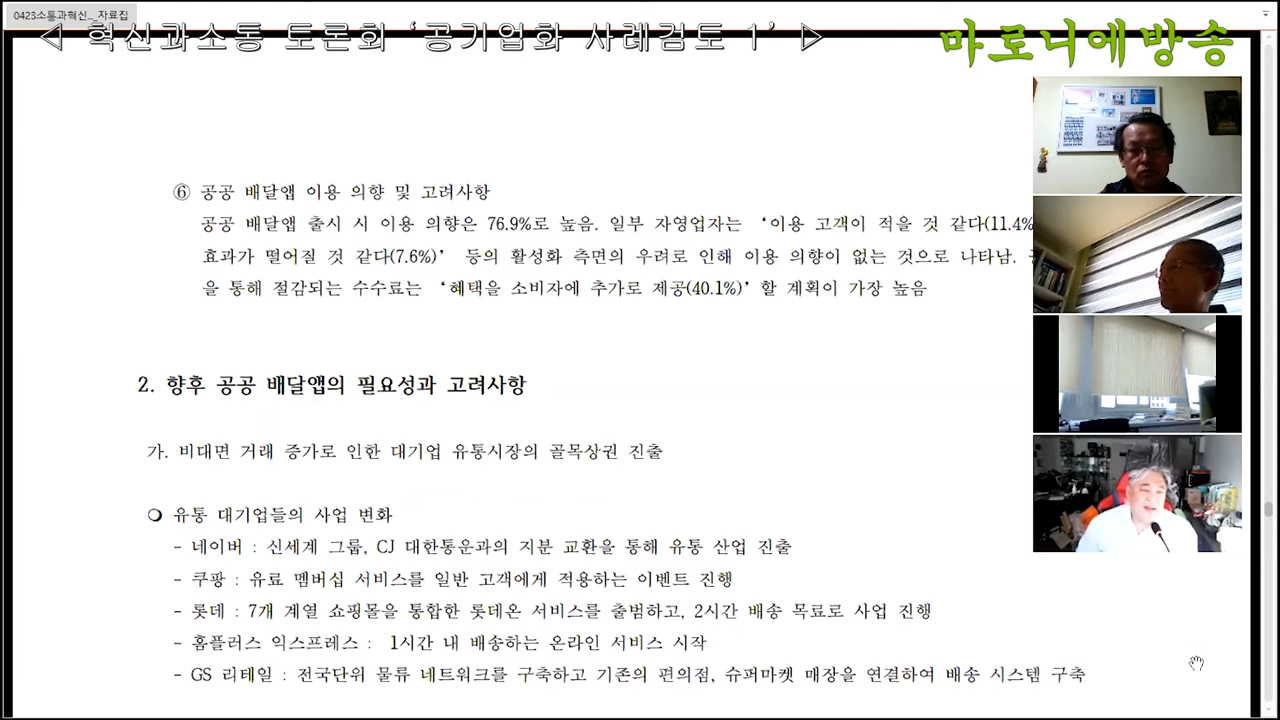 0423소통과혁신_ 자료집
◁ 혁신과소통 토론회 ‘공기업화 사례검토 1’ ▷
마로니에방송
⑥ 공공 배달앱 이용 의향 및 고려사항
공공 배달앱 출시 시 이용 의향은 76.9%로 높음. 일부 자영업자는 ‘이용 고객이 적을 것 같다(11.4%
효과가 떨어질 것 같다(7.6%)’ 등의 활성화 측면의 우려로 인해 이용 의향이 없는 것으로 나타남.
을 통해 절감되는 수수료는 ‘혜택을 소비자에 추가로 제공(40.1%)’할 계획이 가장 높음
2. 향후 공공 배달앱의 필요성과 고려사항
가. 비대면 거래 증가로 인한 대기업 유통시장의 골목상권 진출
❍ 유통 대기업들의 사업 변화
- 네이버 : 신세계 그룹, CJ 대한통운과의 지분 교환을 통해 유통 산업 진출
- 쿠팡 : 유료 멤버십 서비스를 일반 고객에게 적용하는 이벤트 진행
- 롯데 : 7개 계열 쇼핑몰을 통합한 롯데온 서비스를 출범하고, 2시간 배송 목표로 사업 진행
- 홈플러스 익스프레스 : 1시간 내 배송하는 온라인 서비스 시작
- GS 리테일 : 전국단위 물류 네트워크를 구축하고 기존의 편의점, 슈퍼마켓 매장을 연결하여 배송 시스템 구축